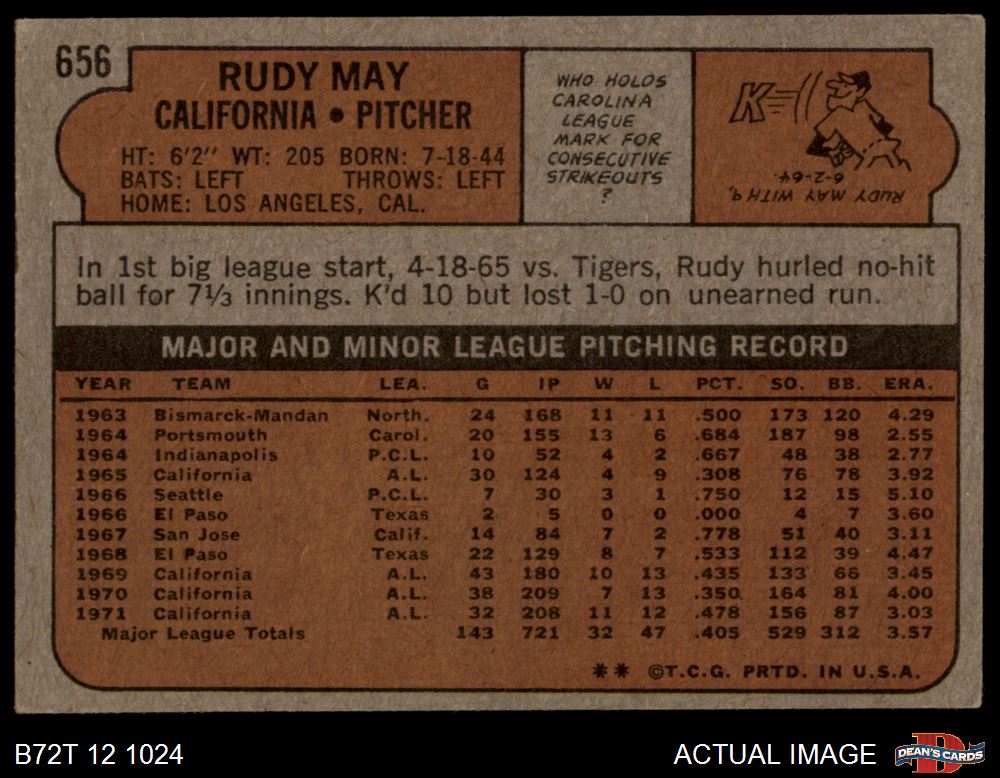 656
RUDY MAY
CALIFORNIA • PITCHER
HT: 6'2" WT: 205 BORN: 7-18-44
BATS: LEFT THROWS: LEFT
HOME: LOS ANGELES, CAL.
WHO HOLDS
CAROLINA
LEAGUE
MARK FOR
CONSECUTIVE
STRIKEOUTS
?
K
RUDY MAY WITH 9,
6-2-64.
In 1st big league start, 4-18-65 vs. Tigers, Rudy hurled no-hit
ball for 7⅓ innings. K'd 10 but lost 1-0 on unearned run.
MAJOR AND MINOR LEAGUE PITCHING RECORD
YEAR TEAM LEA. G IP W L PCT. SO. BB. ERA.
1963 Bismarck-Mandan North. 24 168 11 11 .500 173 120 4.29
1964 Portsmouth Carol. 20 155 13 6 .684 187 98 2.55
1964 Indianapolis P.C.L. 10 52 4 2 .667 48 38 2.77
1965 California A.L. 30 124 4 9 .308 76 78 3.92
1966 Seattle P.C.L. 7 30 3 1 .750 12 15 5.10
1966 El Paso Texas 2 5 0 0 .000 4 7 3.60
1967 San Jose Calif. 14 84 7 2 .778 51 40 3.11
1968 El Paso Texas 22 129 8 7 .533 112 39 4.47
1969 California A.L. 43 180 10 13 .435 133 66 3.45
1970 California A.L. 38 209 7 13 .350 164 81 4.00
1971 California A.L. 32 208 11 12 .478 156 87 3.03
Major League Totals 143 721 32 47 .405 529 312 3.57
** ©T.C.G. PRTD. IN U.S.A.
B72T 12 1024
ACTUAL IMAGE
D
DEAN'S CARDS